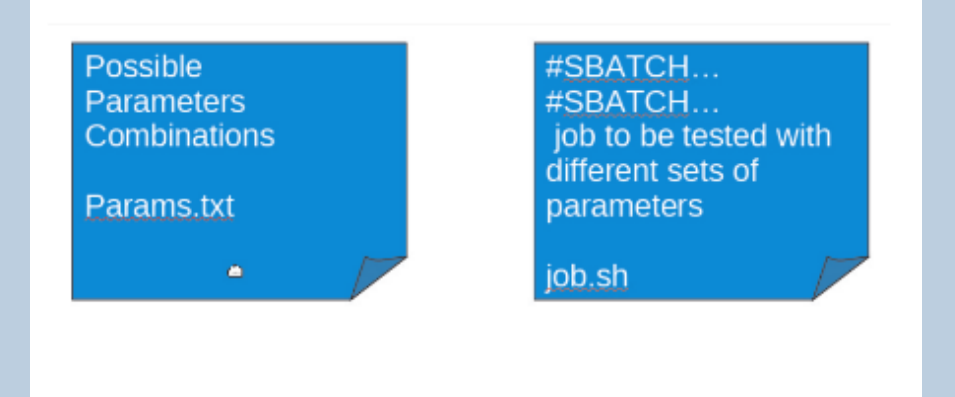 Possible
Parameters
Combinations
Params.txt
#SBATCH…
#SBATCH…
job to be tested with
different sets of
parameters
job.sh